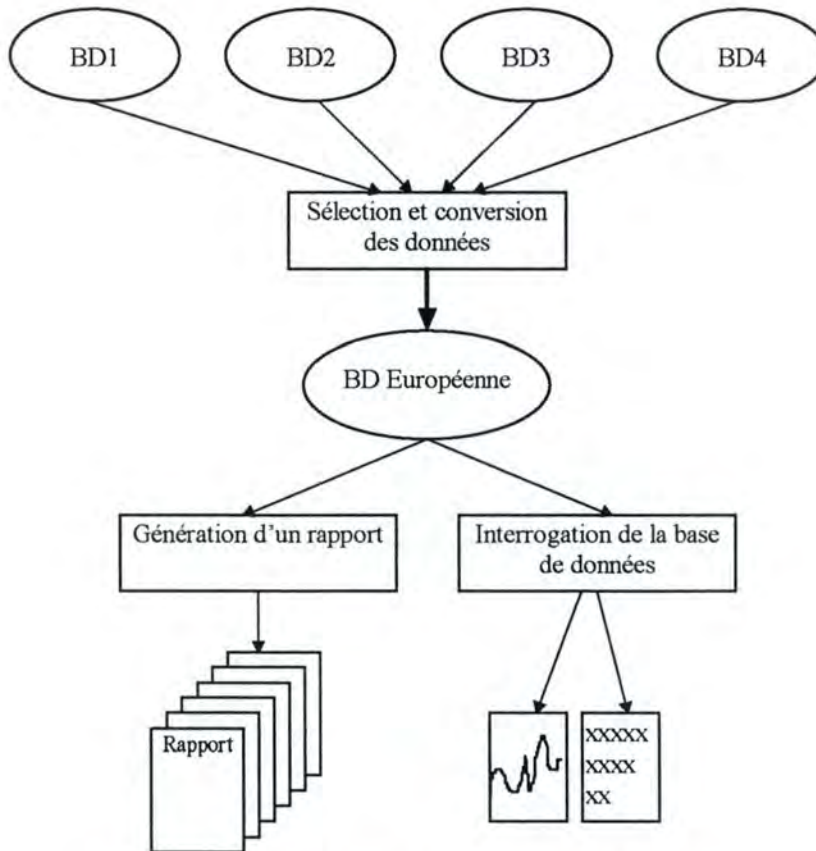 BD1
BD2
BD3
BD4
Sélection et conversion
des données
BD Européenne
Génération d'un rapport
Interrogation de la base
de données
Rapport
XXXXX
XXXX
XX